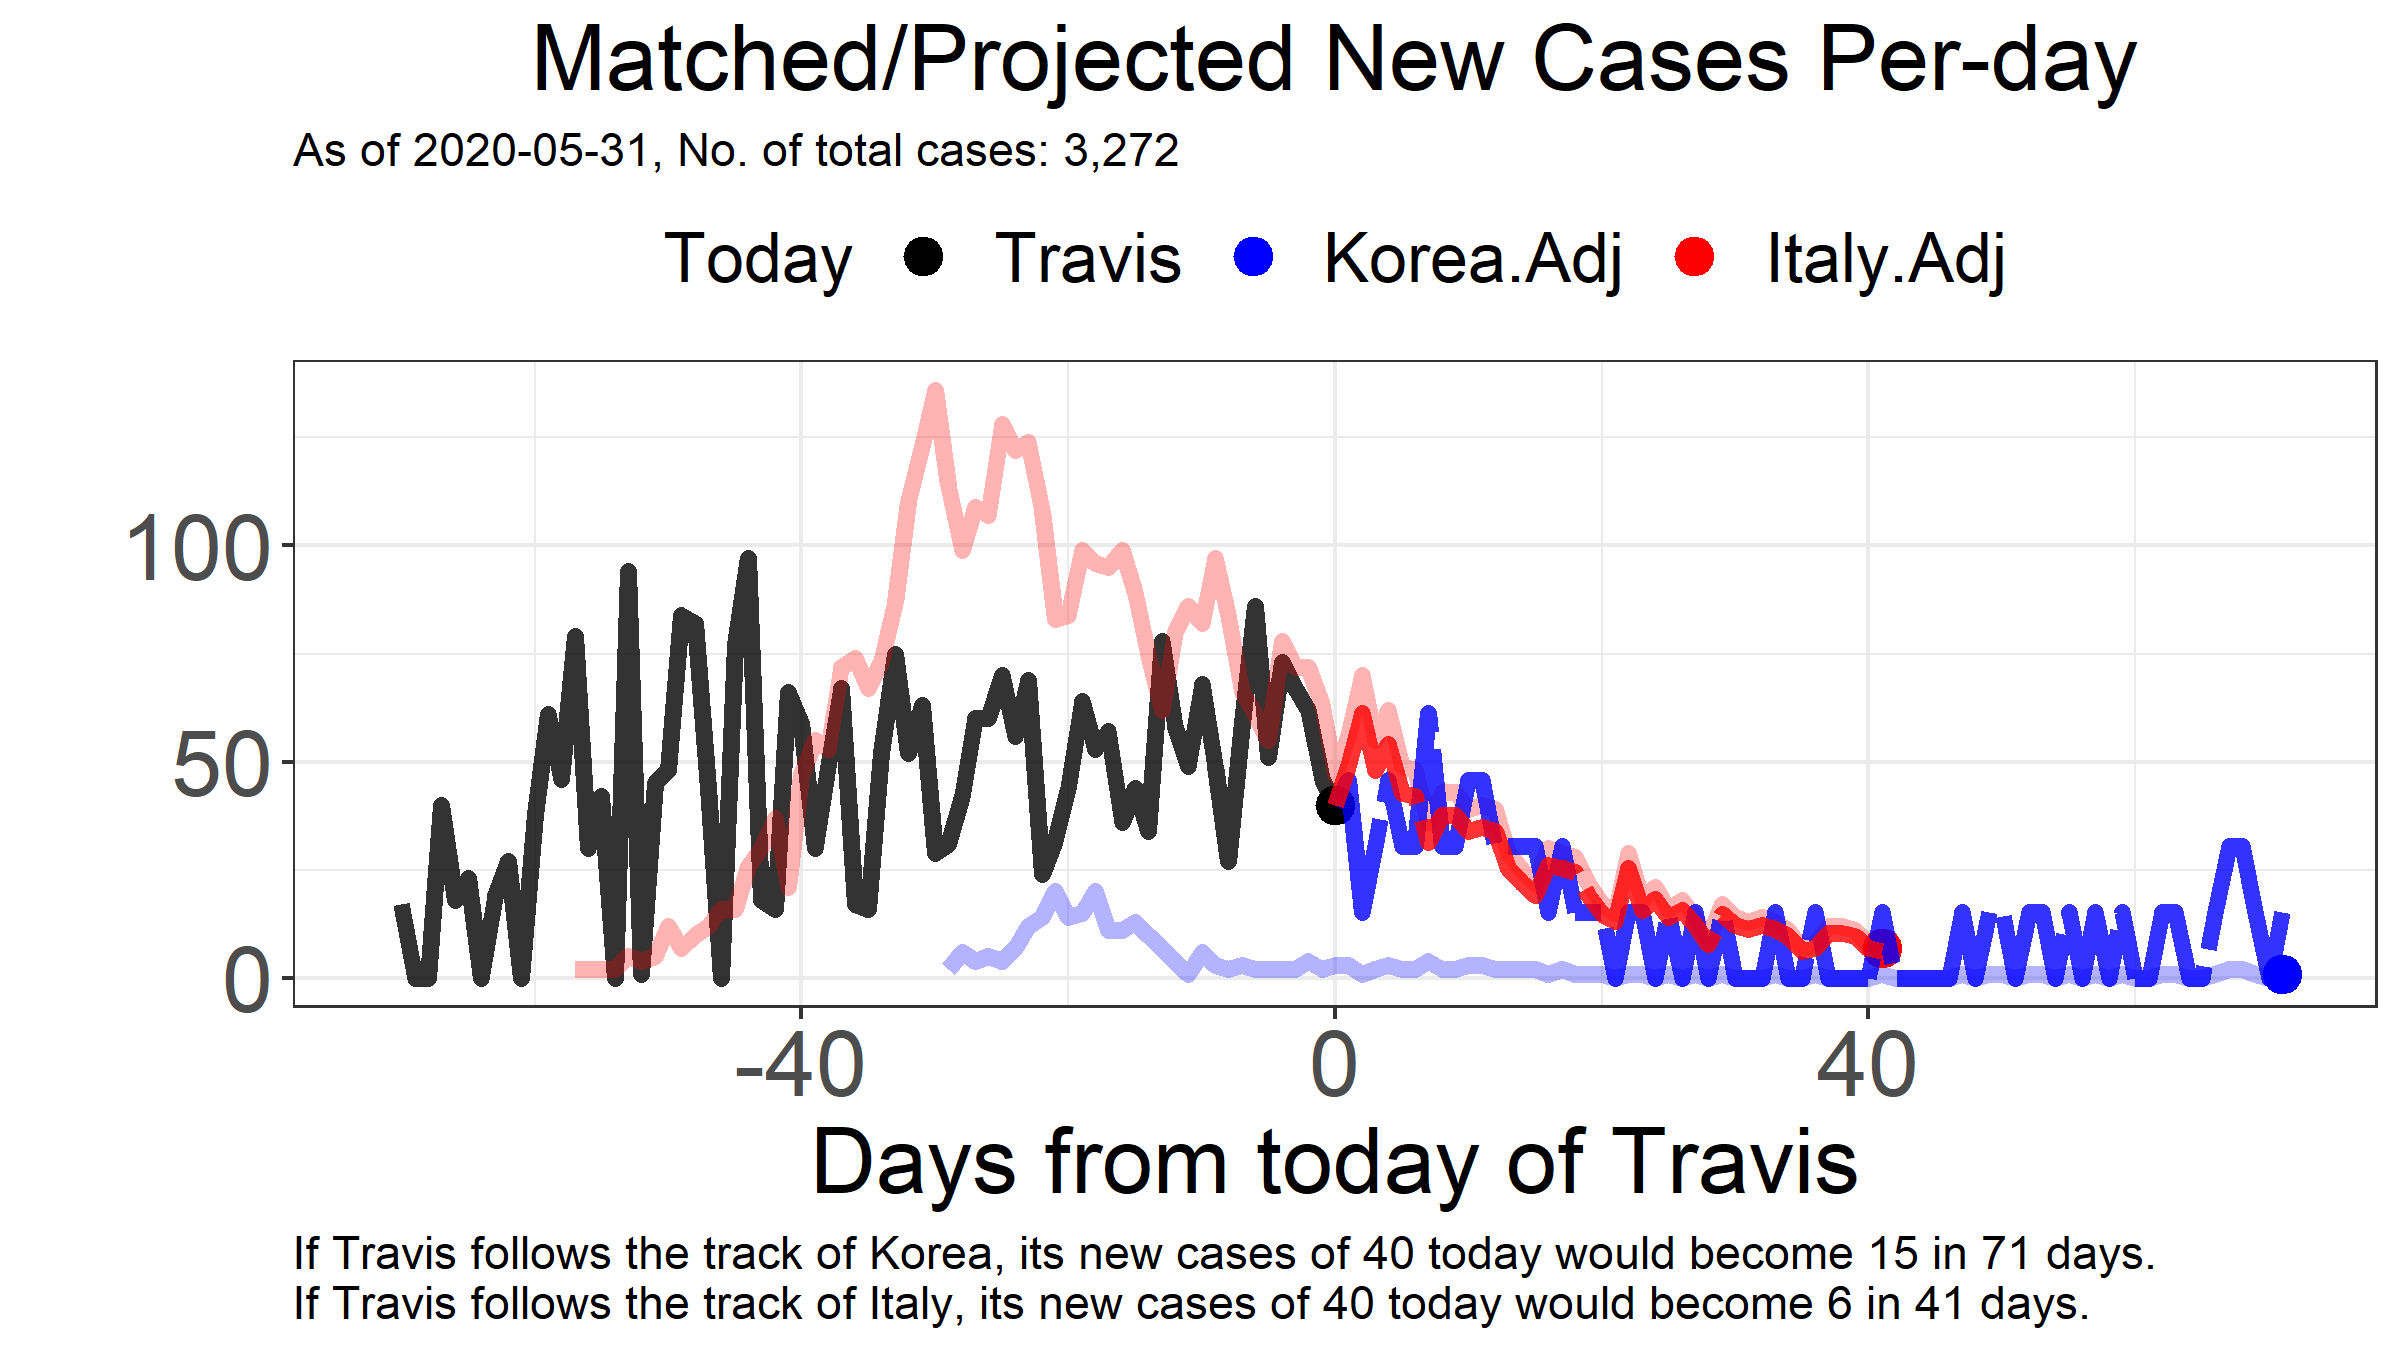 Matched/Projected New Cases Per-day
As of 2020-05-31, No. of total cases: 3,272
Today Travis Korea.Adj Italy.Adj
100
50
0
-40 0 40
Days from today of Travis
If Travis follows the track of Korea, its new cases of 40 today would become 15 in 71 days.
If Travis follows the track of Italy, its new cases of 40 today would become 6 in 41 days.